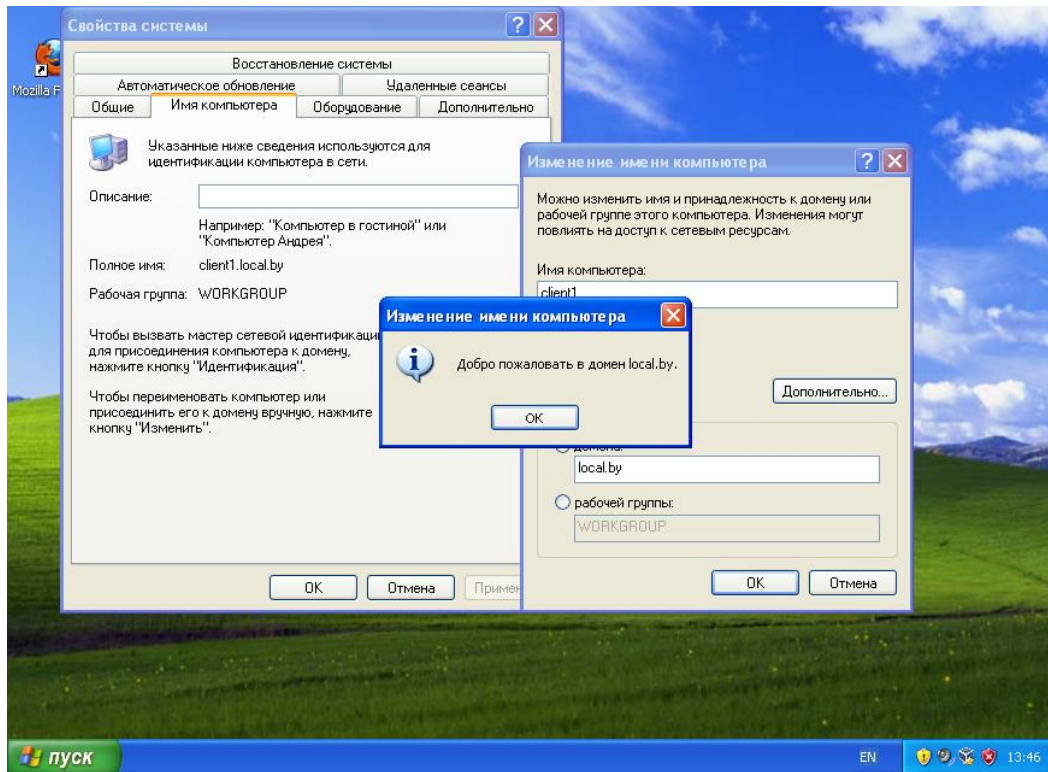 Свойства системы
Mozilla F
Восстановление системы
Автоматическое обновление
Удаленные сеансы
Общие
Имя компьютера
Оборудование
Дополнительно
Указанные ниже сведения используются для
идентификации компьютера в сети.
Описание:
Например: "Компьютер в гостиной" или
"Компьютер Андрея".
Полное имя:
client1.local.by
Рабочая группа:
WORKGROUP
Чтобы вызвать мастер сетевой идентификаци
для присоединения компьютера к домену,
нажмите кнопку "Идентификация".
Чтобы переименовать компьютер или
присоединить его к домену вручную, нажмите
кнопку "Изменить".
OK
Отмена
Примен
Изменение имени компьютера
Можно изменить имя и принадлежность к домену или
рабочей группе этого компьютера. Изменения могут
повлиять на доступ к сетевым ресурсам.
Имя компьютера:
client1
Дополнительно...
домена:
local.by
рабочей группы:
WORKGROUP
OK
Отмена
Изменение имени компьютера
Добро пожаловать в домен local.by.
OK
пуск
EN
13:46